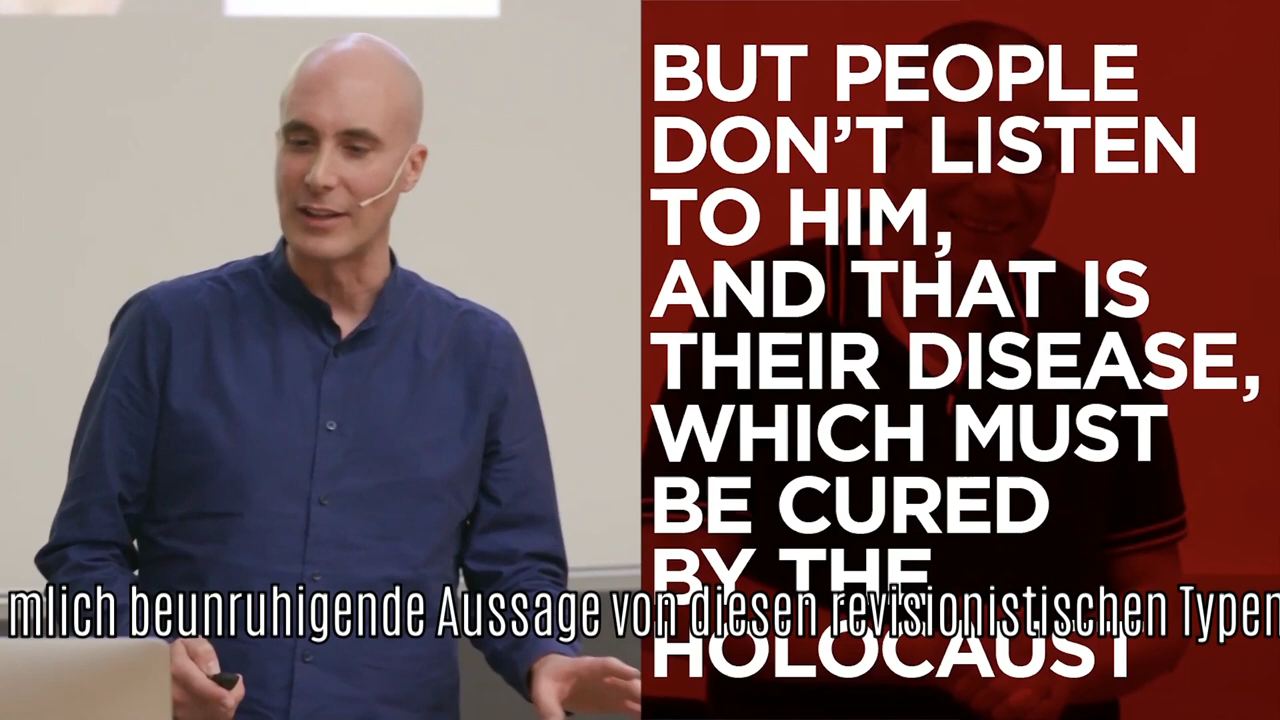 BUT PEOPLE
DON'T LISTEN
TO HIM,
AND THAT IS
THEIR DISEASE,
WHICH MUST
BE CURED
BY THE
HOLOCAUST
mlich beunruhigende Aussage von diesen revisionistischen Typen